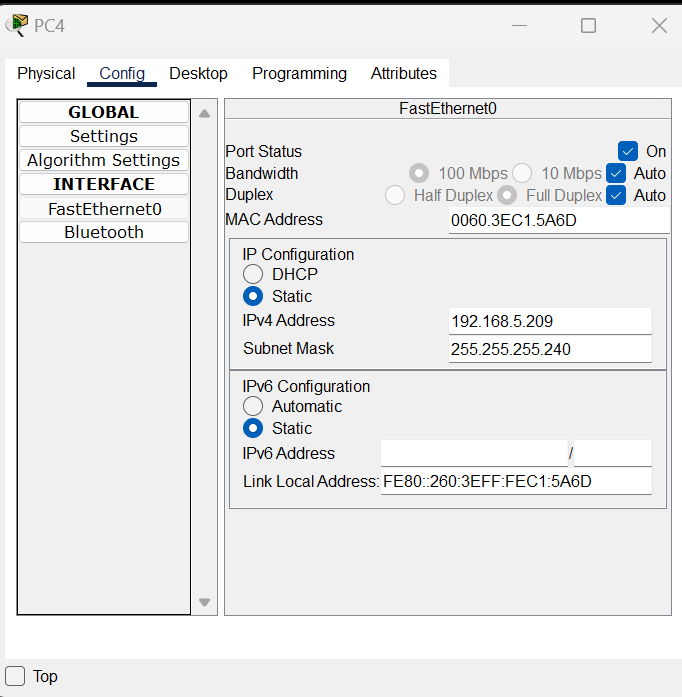 PC4
Physical Config Desktop Programming Attributes
GLOBAL
Settings
Algorithm Settings
INTERFACE
FastEthernet0
Bluetooth
FastEthernet0
Port Status On
Bandwidth 100 Mbps 10 Mbps Auto
Duplex Half Duplex Full Duplex Auto
MAC Address 0060.3EC1.5A6D
IP Configuration
DHCP
Static
IPv4 Address 192.168.5.209
Subnet Mask 255.255.255.240
IPv6 Configuration
Automatic
Static
IPv6 Address /
Link Local Address: FE80::260:3EFF:FEC1:5A6D
Top